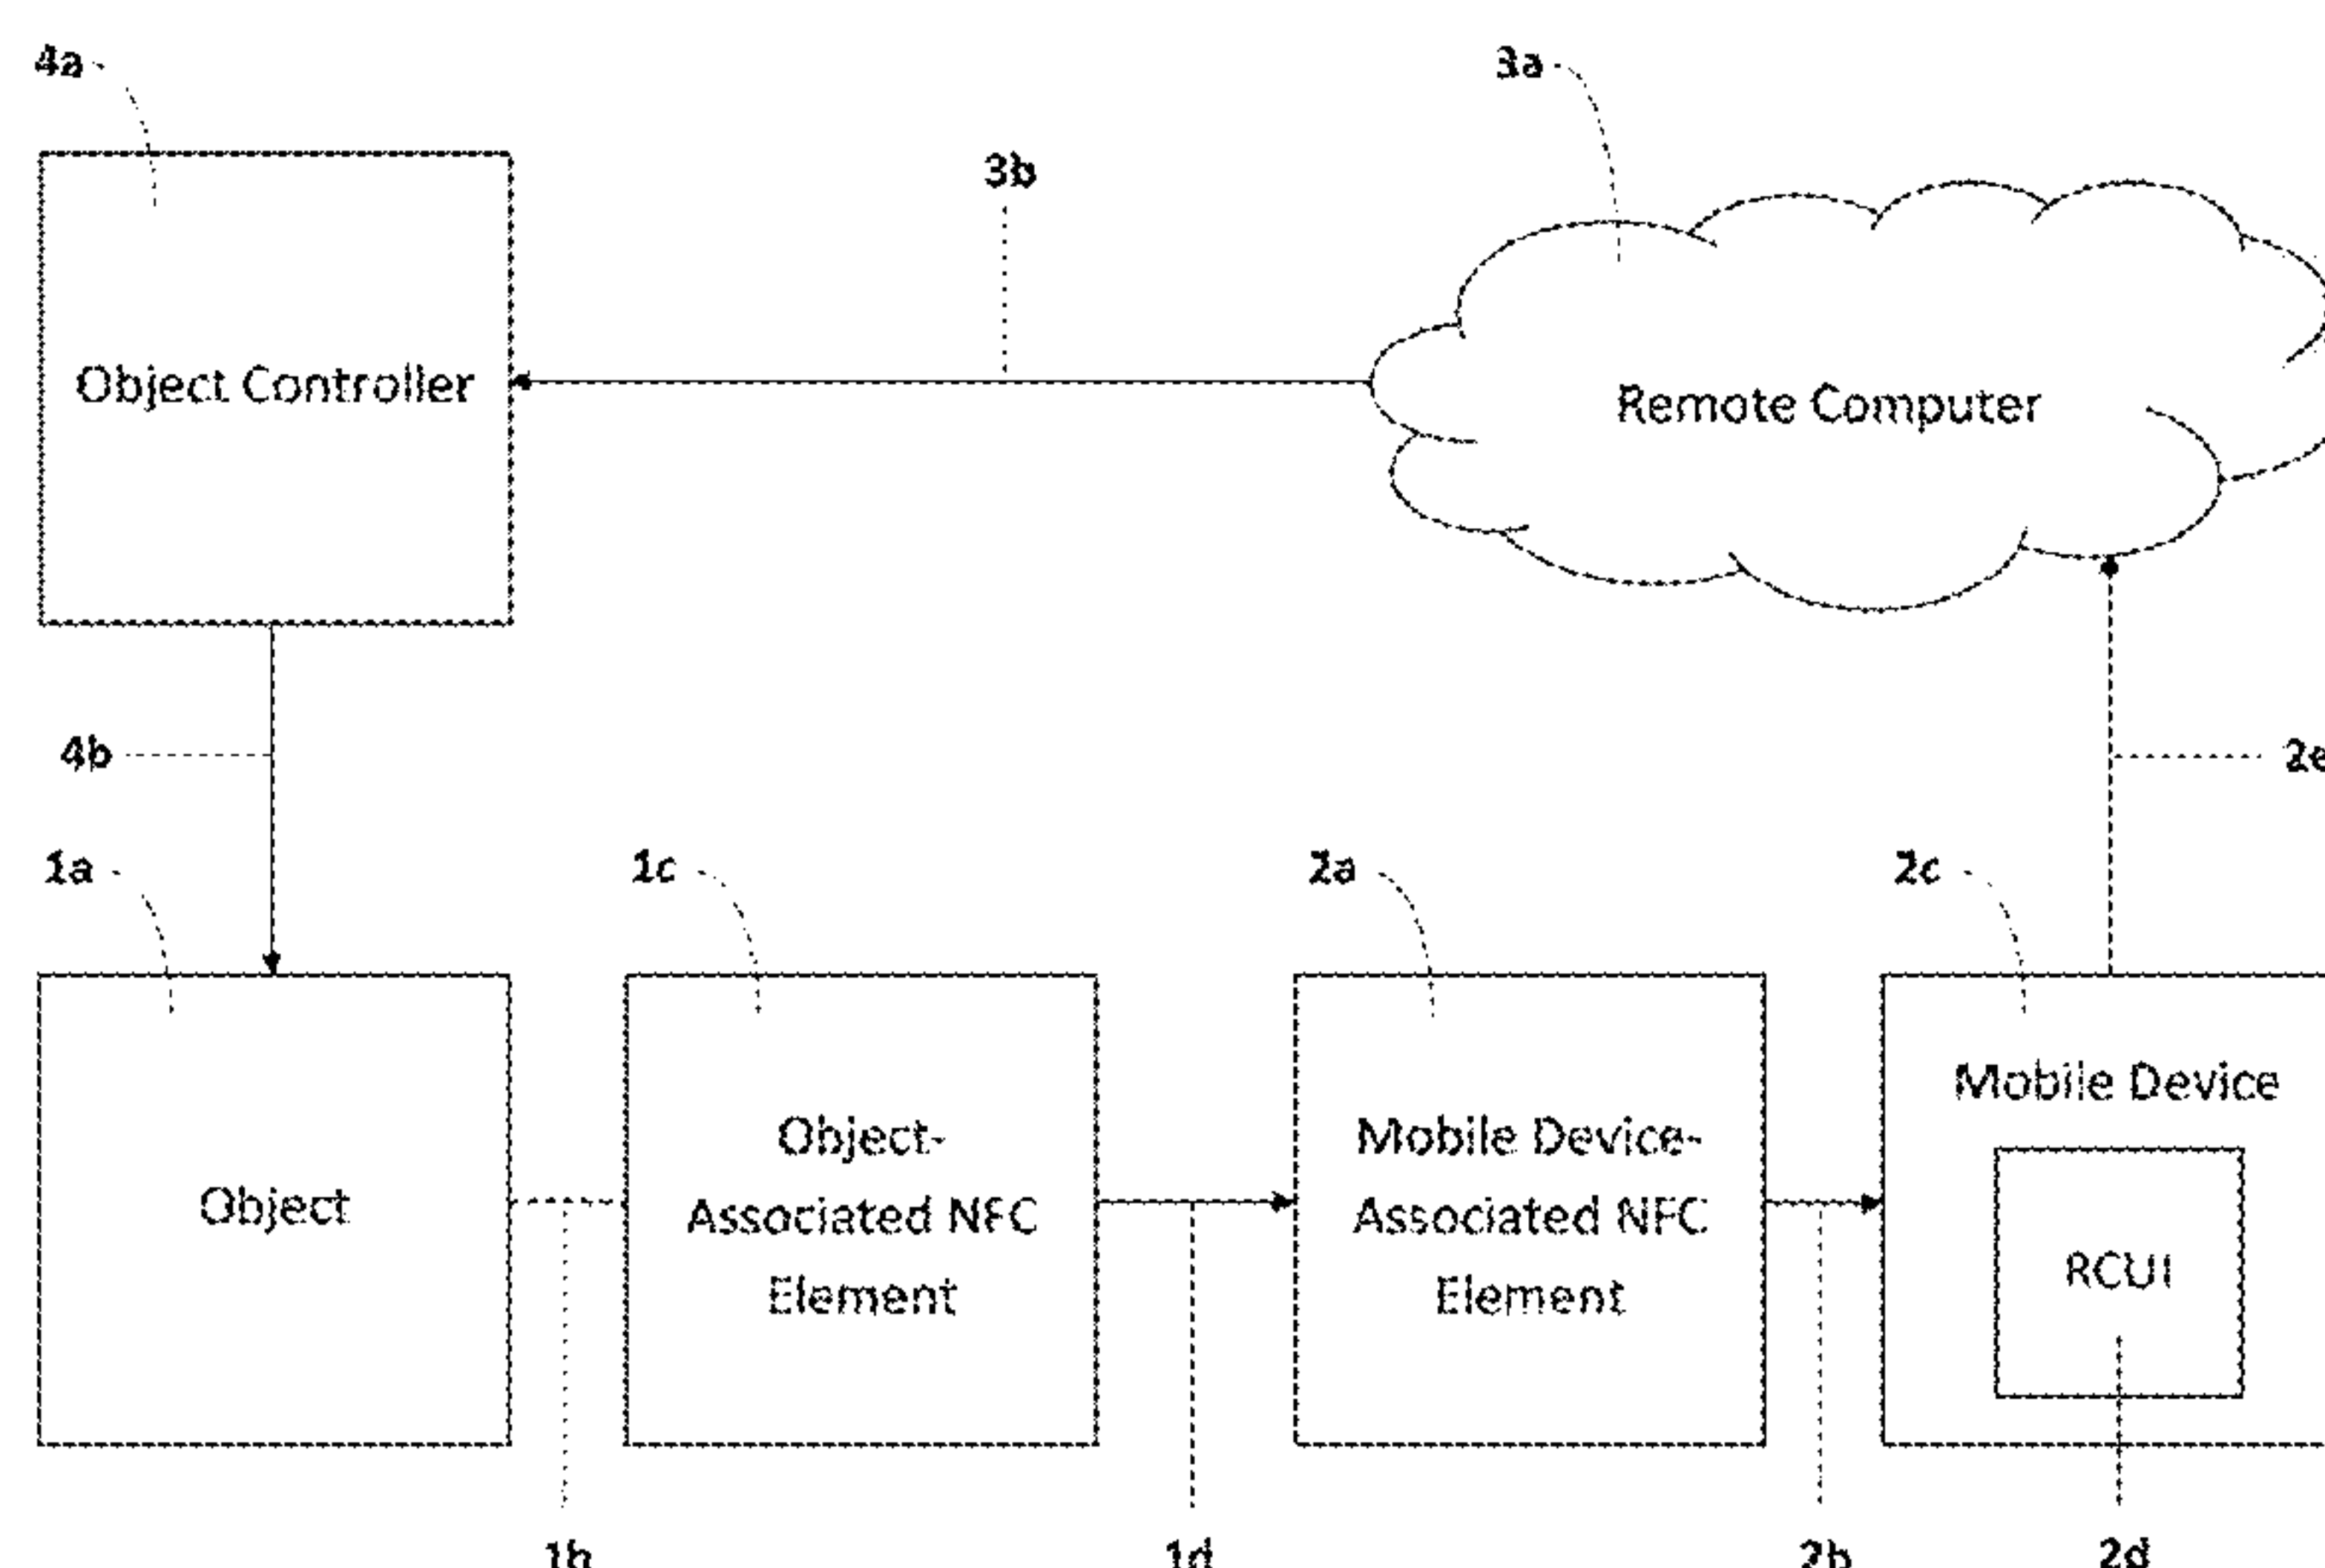 4a
3a
3b
Object Controller
Remote Computer
4b
2e
1a
1c
2a
2c
Mobile Device
Object-
Associated NFC
Element
Mobile Device-
Associated NFC
Element
Object
RCUI
1b
1d
2b
2d